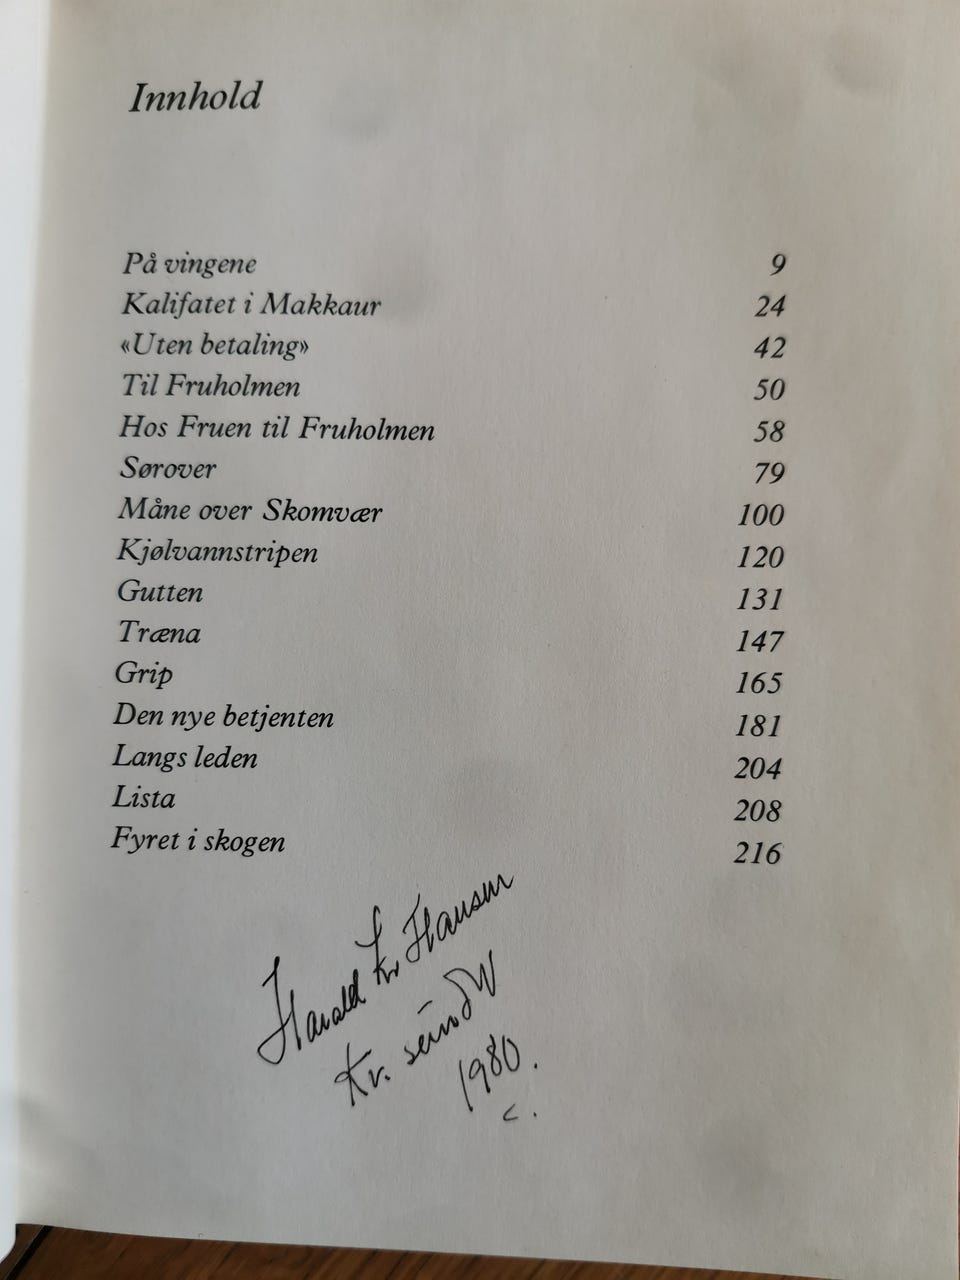 Innhold
På vingene 9
Kalifatet i Makkaur 24
«Uten betaling» 42
Til Fruholmen 50
Hos Fruen til Fruholmen 58
Sørover 79
Måne over Skomvær 100
Kjølvannstripen 120
Gutten 131
Træna 147
Grip 165
Den nye betjenten 181
Langs leden 204
Lista 208
Fyret i skogen 216
Harald Kr. Hansen
Kr.
1980.